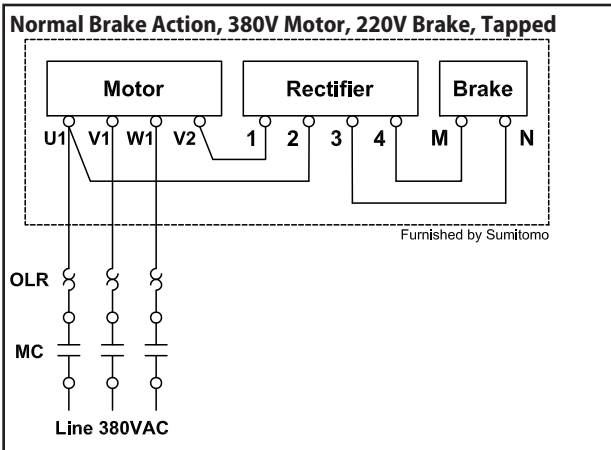 Normal Brake Action, 380V Motor, 220V Brake, Tapped
Motor Rectifier Brake
U1 V1 W1 V2 1 2 3 4 M N
Furnished by Sumitomo
OLR
MC
Line 380VAC